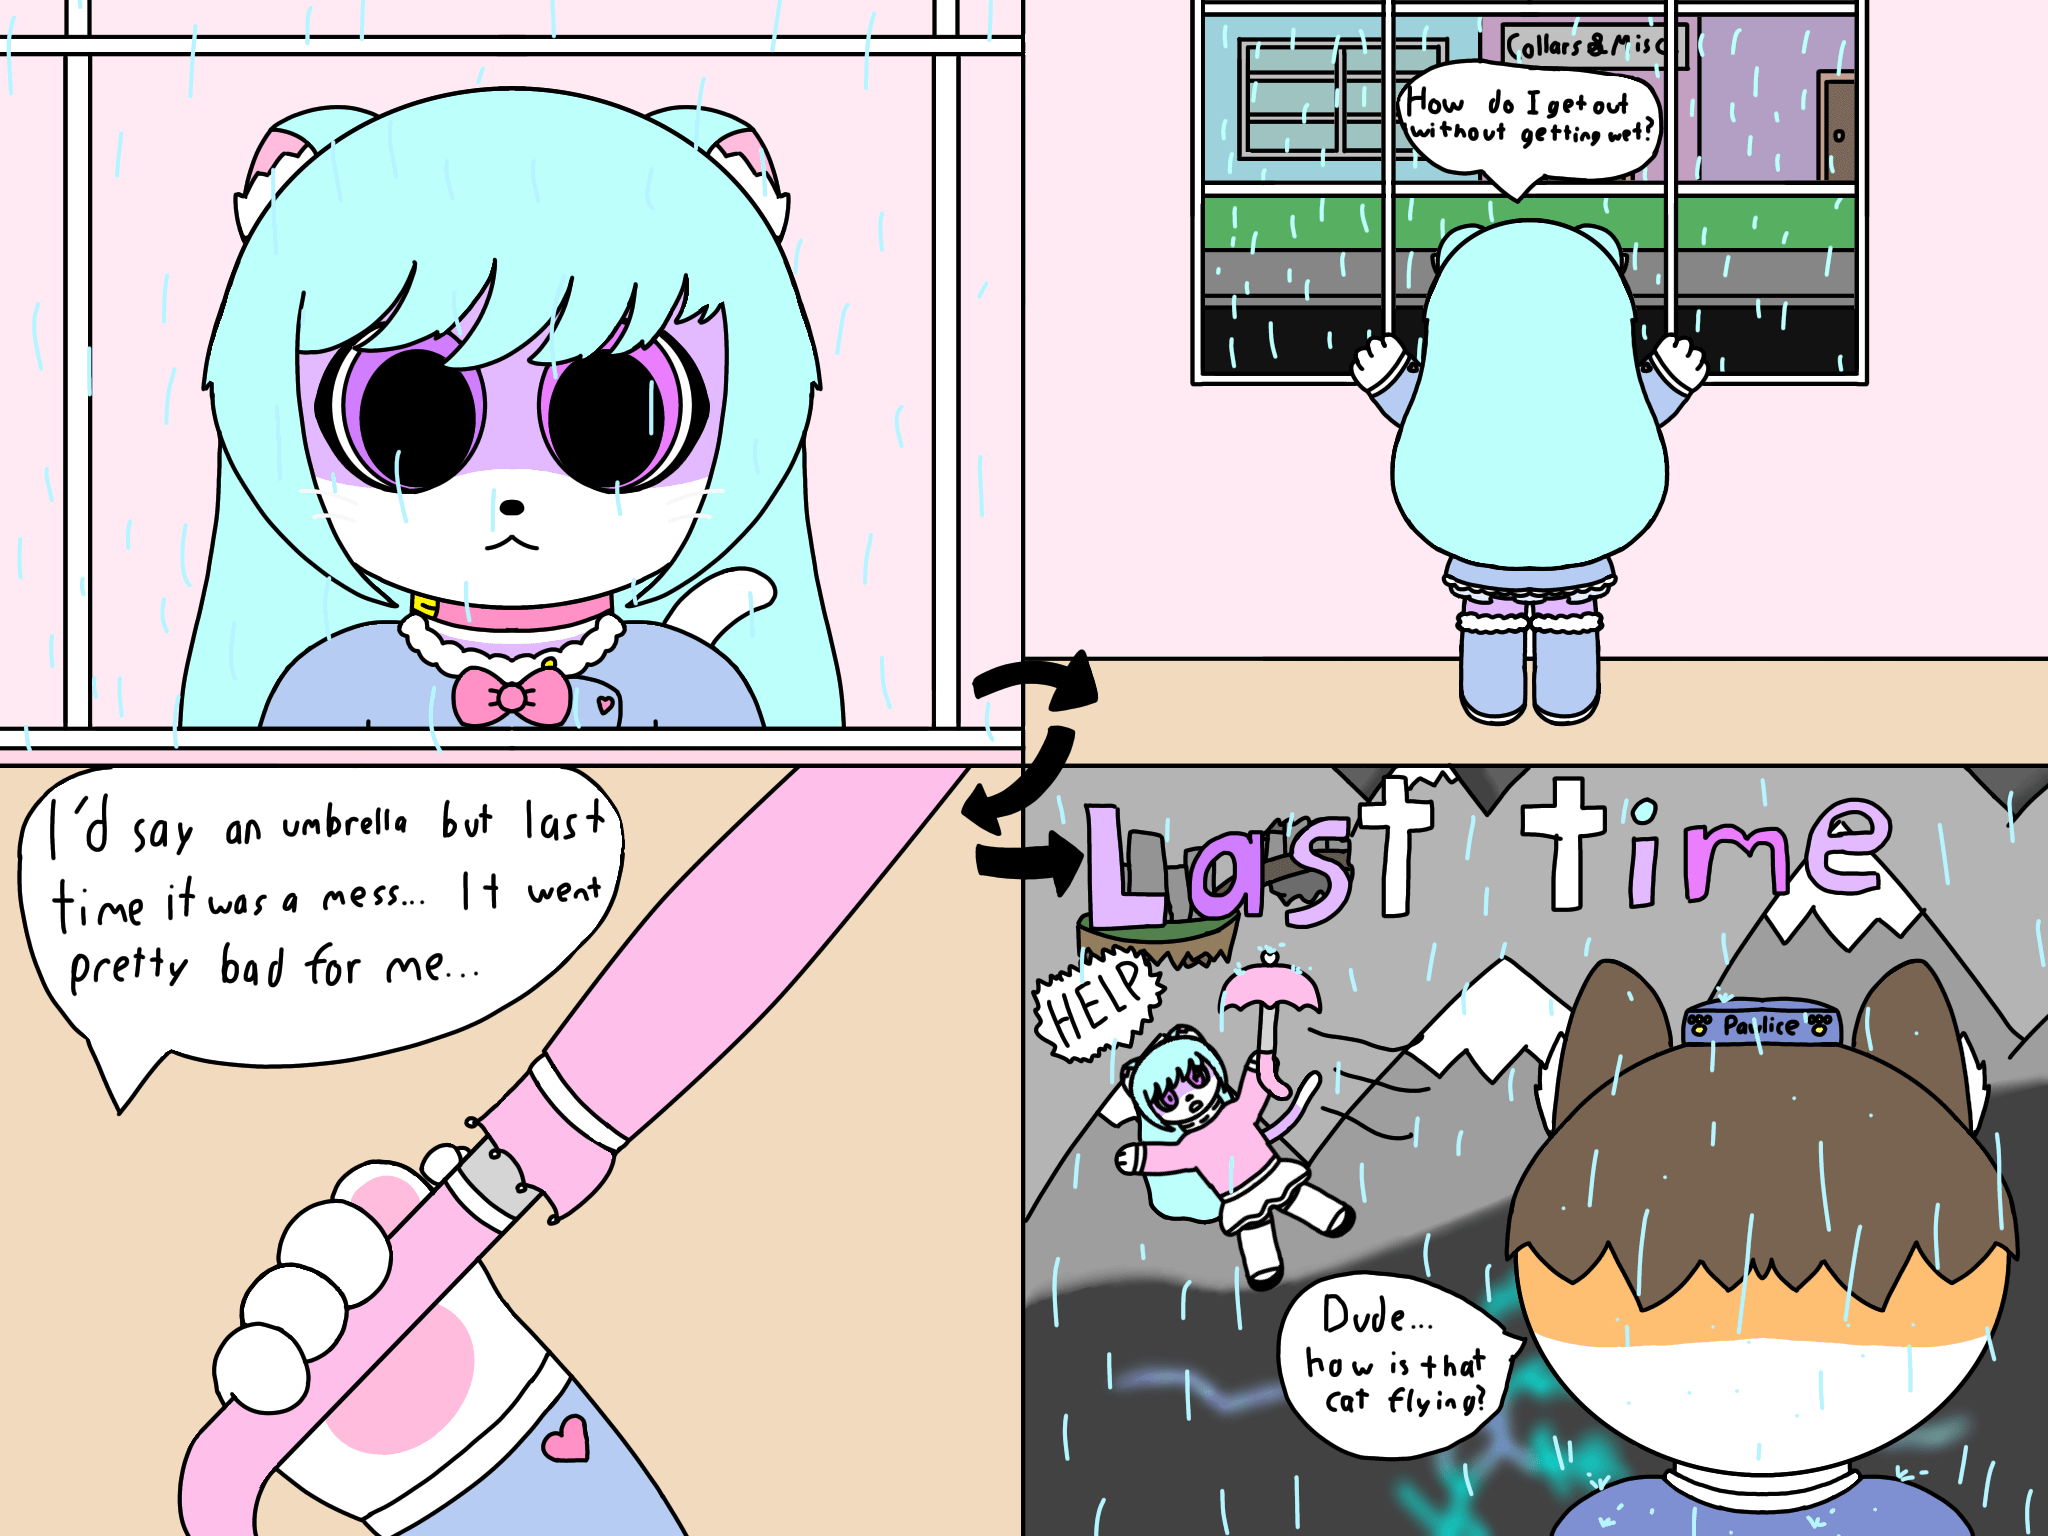 Collars & Misc
How do I get out
without getting wet?
I'd say an umbrella but last
time it was a mess... It went
pretty bad for me...
Last time
HELP
Pawlice
Dude...
how is that
cat flying?